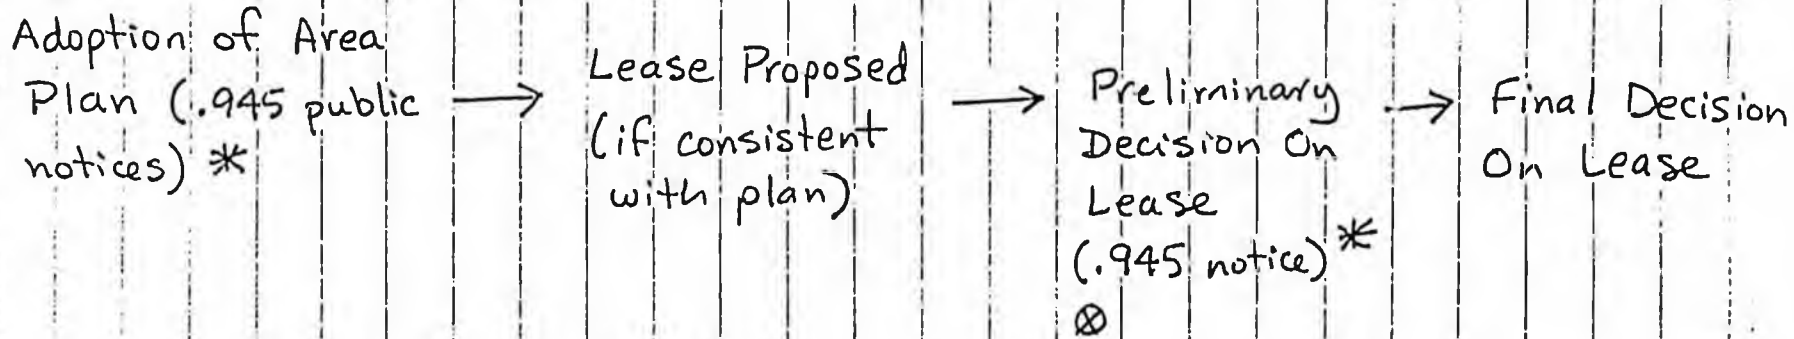 Adoption of Area
Plan (.945 public
notices) *
→
Lease Proposed
(if consistent
with plan)
→
Preliminary
Decision On
Lease
(.945 notice) *
⊗
→
Final Decision
On Lease